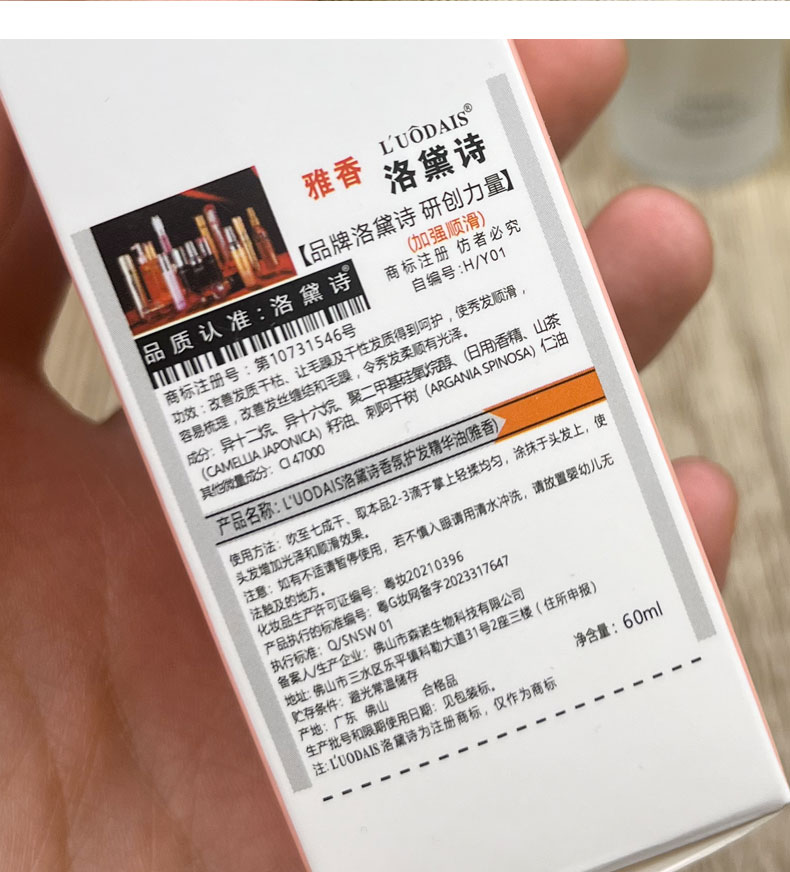 雅香 L'UÔDAIS®
洛黛诗
【品牌洛黛诗 研创力量】
(加强顺滑)
商标注册 仿者必究
自编号:H/Y01
品质认准:洛黛诗®
商标注册号:第10731546号
功效:改善发质干枯、让毛躁及干性发质得到呵护,使秀发顺滑,
容易梳理,改善发丝缠结和毛躁,令秀发柔顺有光泽。
成分:异十二烷、异十六烷、聚二甲基硅氧烷醇、(日用)香精、山茶
(CAMELLIA JAPONICA)籽油、刺阿干树(ARGANIA SPINOSA)仁油
其他微量成分:CI 47000
产品名称:L'UODAIS洛黛诗香氛护发精华油(雅香)
使用方法:吹至七成干、取本品2-3滴于掌上轻揉均匀,涂抹于头发上,使
头发增加光泽和顺滑效果。
注意:如有不适请暂停使用,若不慎入眼请用清水冲洗,请放置婴幼儿无
法触及的地方。
化妆品生产许可证编号:粤妆20210396
产品执行的标准编号:粤G妆网备字2023317647
执行标准:Q/SNSW 01
备案人/生产企业:佛山市森诺生物科技有限公司
地址:佛山市三水区乐平镇科勒大道31号2座三楼(住所申报)
贮存条件:避光常温储存
净含量:60ml
产地:广东 佛山 合格品
生产批号和限期使用日期:见包装标。
注:L'UODAIS洛黛诗为注册商标,仅作为商标